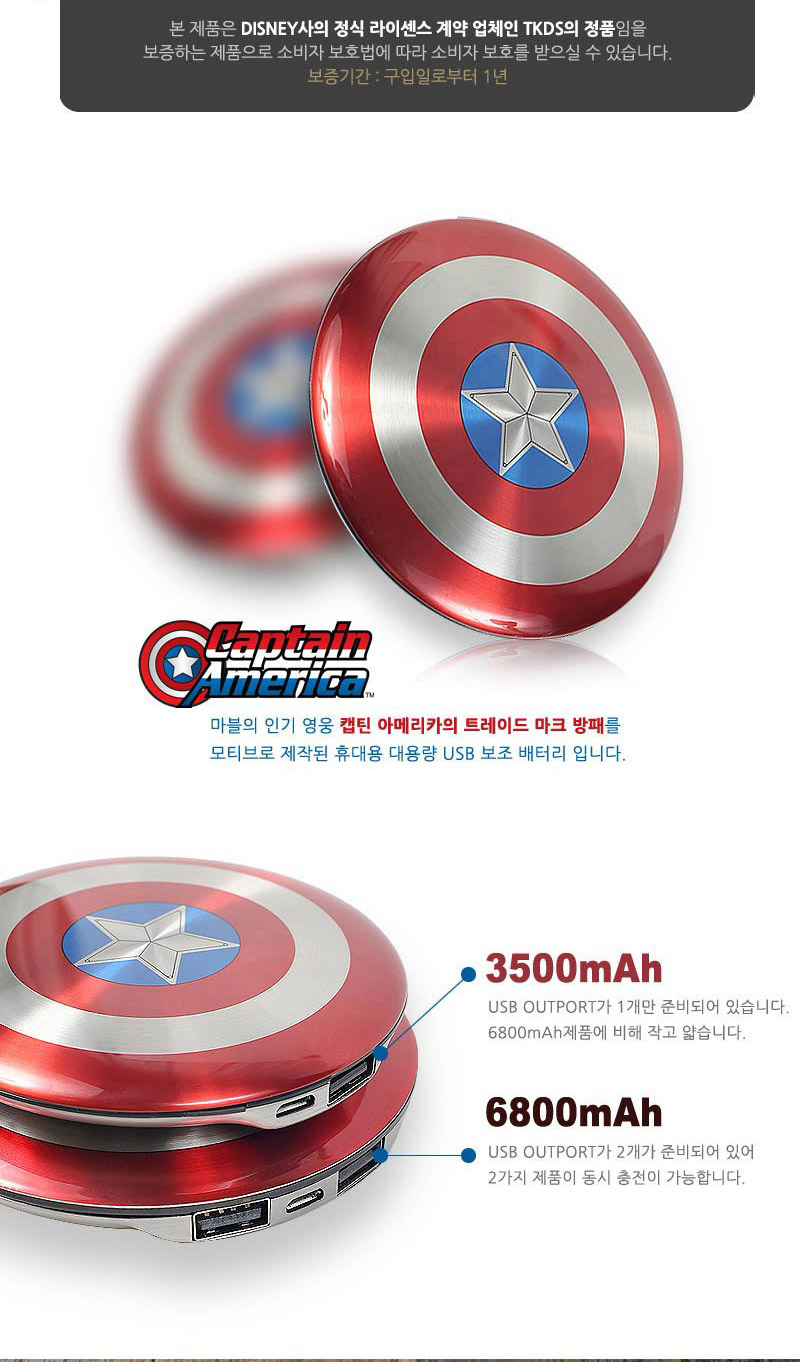 본 제품은 DISNEY사의 정식 라이센스 계약 업체인 TKDS의 정품임을
보증하는 제품으로 소비자 보호법에 따라 소비자 보호를 받으실 수 있습니다.
보증기간 : 구입일로부터 1년
Captain
America TM
마블의 인기 영웅 캡틴 아메리카의 트레이드 마크 방패를
모티브로 제작된 휴대용 대용량 USB 보조 배터리 입니다.
3500mAh
USB OUTPORT가 1개만 준비되어 있습니다.
6800mAh제품에 비해 작고 얇습니다.
6800mAh
USB OUTPORT가 2개가 준비되어 있어
2가지 제품이 동시 충전이 가능합니다.